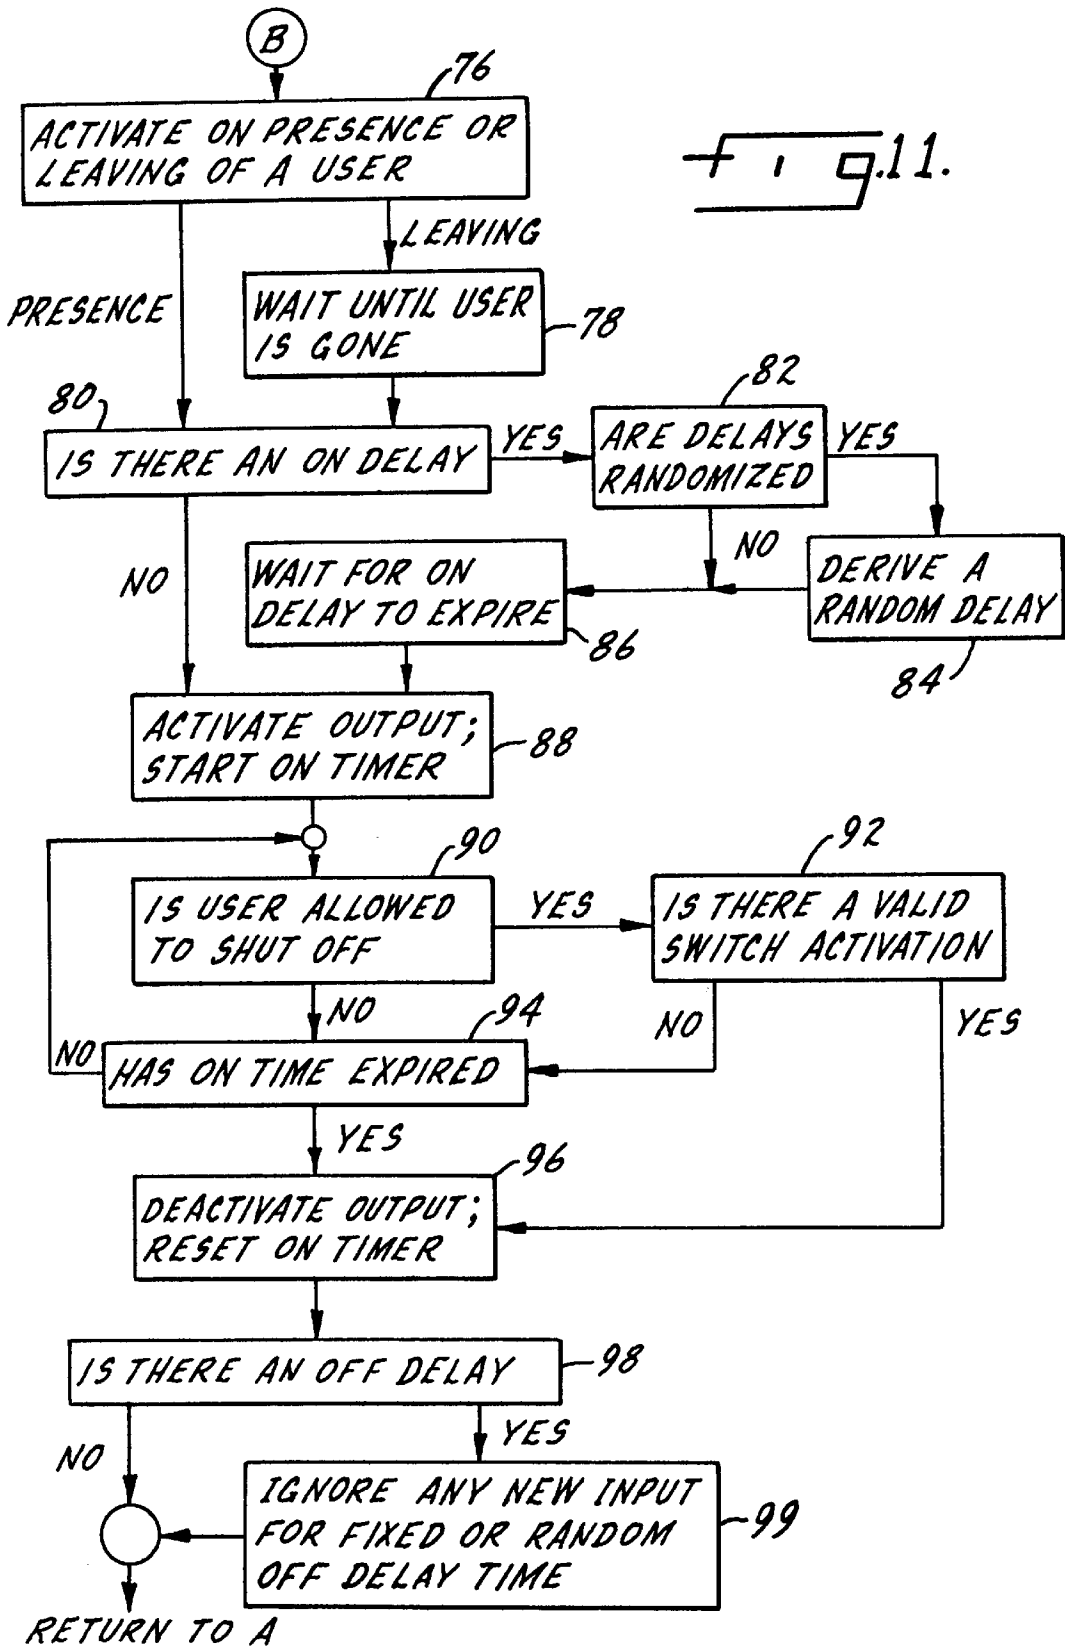 B
76
ACTIVATE ON PRESENCE OR
LEAVING OF A USER
fig.11.
LEAVING
PRESENCE
WAIT UNTIL USER
IS GONE
78
80
82
IS THERE AN ON DELAY
YES
ARE DELAYS
RANDOMIZED
YES
NO
NO
WAIT FOR ON
DELAY TO EXPIRE
86
DERIVE A
RANDOM DELAY
84
ACTIVATE OUTPUT;
START ON TIMER
88
90
92
IS USER ALLOWED
TO SHUT OFF
YES
IS THERE A VALID
SWITCH ACTIVATION
NO
94
NO
YES
NO
HAS ON TIME EXPIRED
YES
96
DEACTIVATE OUTPUT;
RESET ON TIMER
IS THERE AN OFF DELAY
98
NO
YES
IGNORE ANY NEW INPUT
FOR FIXED OR RANDOM
OFF DELAY TIME
99
RETURN TO A